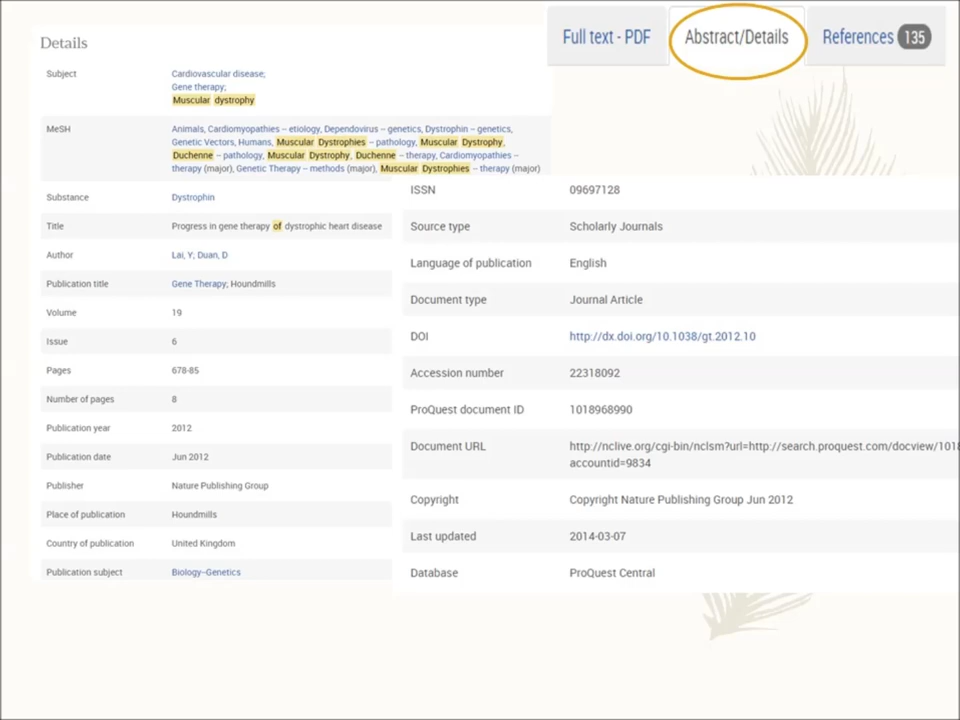 Full text - PDF
Abstract/Details
References 135
Details
Subject
Cardiovascular disease;
Gene therapy;
Muscular dystrophy
MeSH
Animals, Cardiomyopathies -- etiology, Dependovirus -- genetics, Dystrophin -- genetics,
Genetic Vectors, Humans, Muscular Dystrophies -- pathology, Muscular Dystrophy,
Duchenne -- pathology, Muscular Dystrophy, Duchenne -- therapy, Cardiomyopathies --
therapy (major), Genetic Therapy -- methods (major), Muscular Dystrophies -- therapy (major)
Substance
Dystrophin
Title
Progress in gene therapy of dystrophic heart disease
Author
Lai, Y; Duan, D
Publication title
Gene Therapy; Houndmills
Volume
19
Issue
6
Pages
678-85
Number of pages
8
Publication year
2012
Publication date
Jun 2012
Publisher
Nature Publishing Group
Place of publication
Houndmills
Country of publication
United Kingdom
Publication subject
Biology--Genetics
ISSN
09697128
Source type
Scholarly Journals
Language of publication
English
Document type
Journal Article
DOI
http://dx.doi.org/10.1038/gt.2012.10
Accession number
22318092
ProQuest document ID
1018968990
Document URL
http://nclive.org/cgi-bin/nclsm?url=http://search.proquest.com/docview/1018
accountid=9834
Copyright
Copyright Nature Publishing Group Jun 2012
Last updated
2014-03-07
Database
ProQuest Central